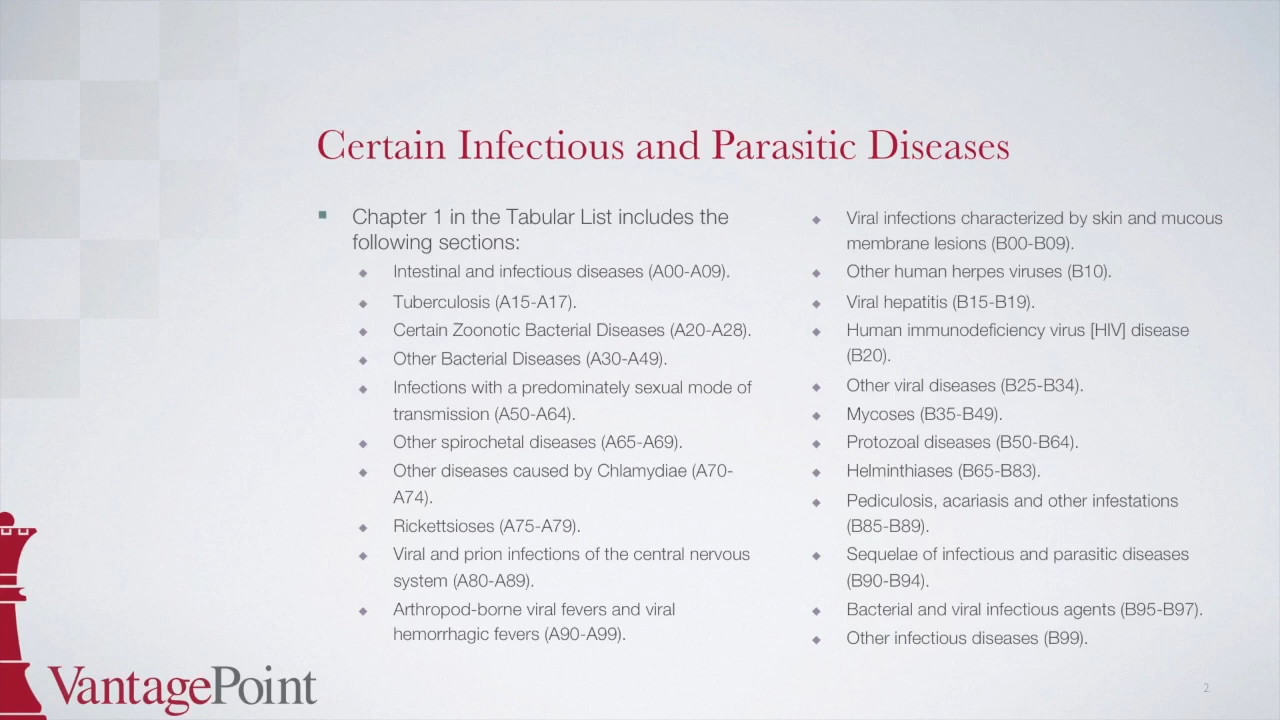 Certain Infectious and Parasitic Diseases
Chapter 1 in the Tabular List includes the
following sections:
Intestinal and infectious diseases (A00-A09).
Tuberculosis (A15-A17).
Certain Zoonotic Bacterial Diseases (A20-A28).
Other Bacterial Diseases (A30-A49).
Infections with a predominately sexual mode of
transmission (A50-A64).
Other spirochetal diseases (A65-A69).
Other diseases caused by Chlamydiae (A70-
A74).
Rickettsioses (A75-A79).
Viral and prion infections of the central nervous
system (A80-A89).
Arthropod-borne viral fevers and viral
hemorrhagic fevers (A90-A99).
Viral infections characterized by skin and mucous
membrane lesions (B00-B09).
Other human herpes viruses (B10).
Viral hepatitis (B15-B19).
Human immunodeficiency virus [HIV] disease
(B20).
Other viral diseases (B25-B34).
Mycoses (B35-B49).
Protozoal diseases (B50-B64).
Helminthiases (B65-B83).
Pediculosis, acariasis and other infestations
(B85-B89).
Sequelae of infectious and parasitic diseases
(B90-B94).
Bacterial and viral infectious agents (B95-B97).
Other infectious diseases (B99).
VantagePoint
2